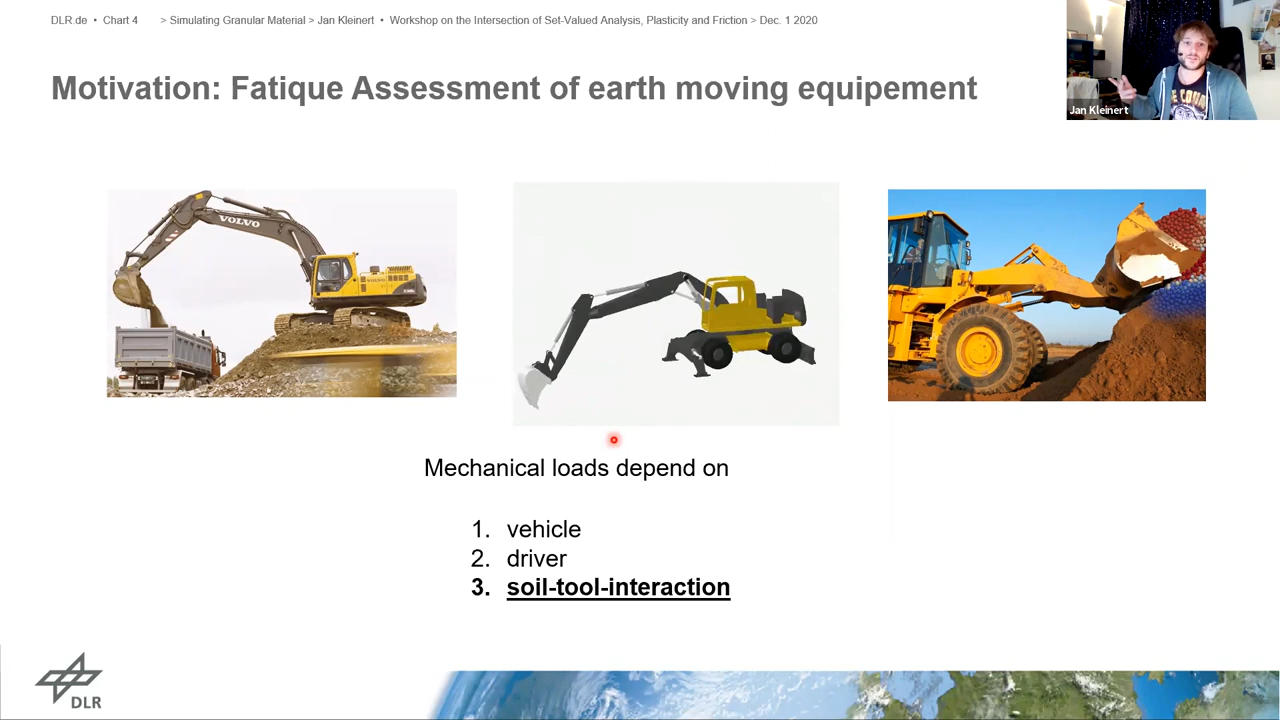 DLR.de • Chart 4 > Simulating Granular Material > Jan Kleinert • Workshop on the Intersection of Set-Valued Analysis, Plasticity and Friction > Dec. 1 2020
Motivation: Fatique Assessment of earth moving equipement
Jan Kleinert
VOLVO
Mechanical loads depend on
1. vehicle
2. driver
3. soil-tool-interaction
DLR